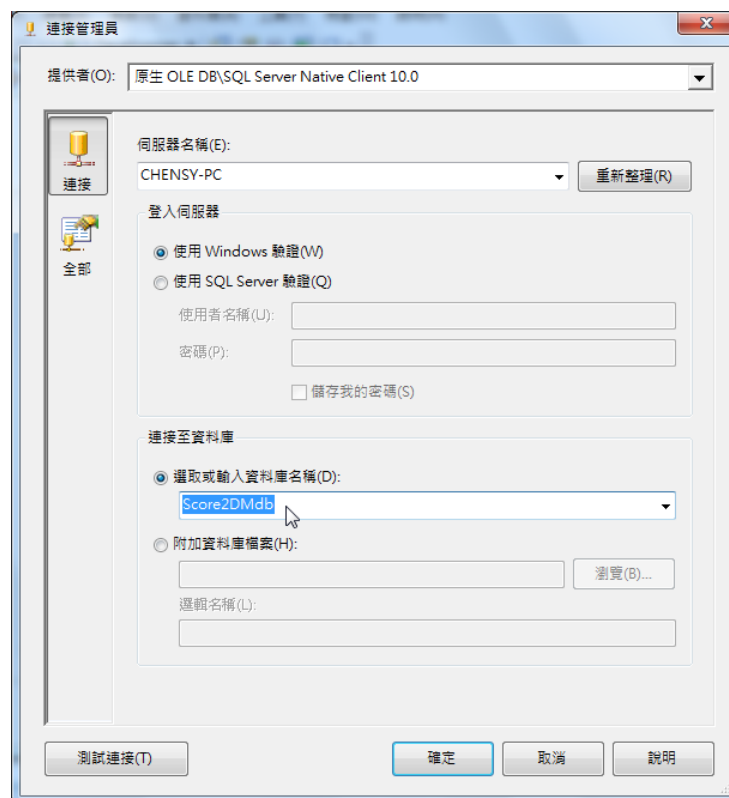 連接管理員
提供者(O): 原生 OLE DB\SQL Server Native Client 10.0
連接
全部
伺服器名稱(E):
CHENSY-PC 重新整理(R)
登入伺服器
使用 Windows 驗證(W)
使用 SQL Server 驗證(Q)
使用者名稱(U):
密碼(P):
儲存我的密碼(S)
連接至資料庫
選取或輸入資料庫名稱(D):
Score2DMdb
附加資料庫檔案(H):
瀏覽(B)...
邏輯名稱(L):
測試連接(T) 確定 取消 說明